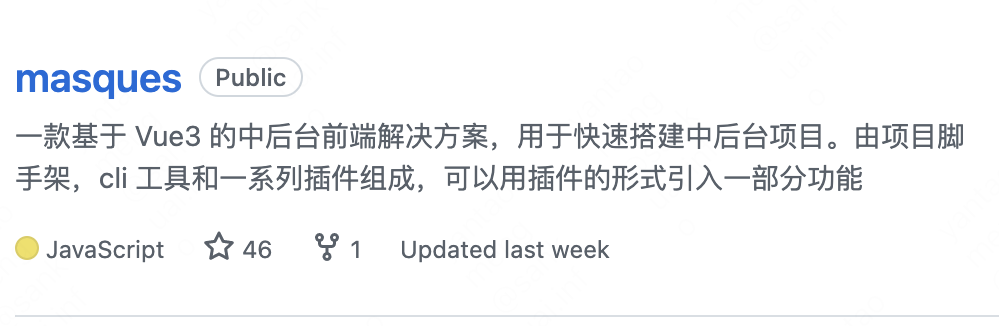 masques Public
一款基于 Vue3 的中后台前端解决方案，用于快速搭建中后台项目。由项目脚
手架，cli 工具和一系列插件组成，可以用插件的形式引入一部分功能
JavaScript 46 1 Updated last week